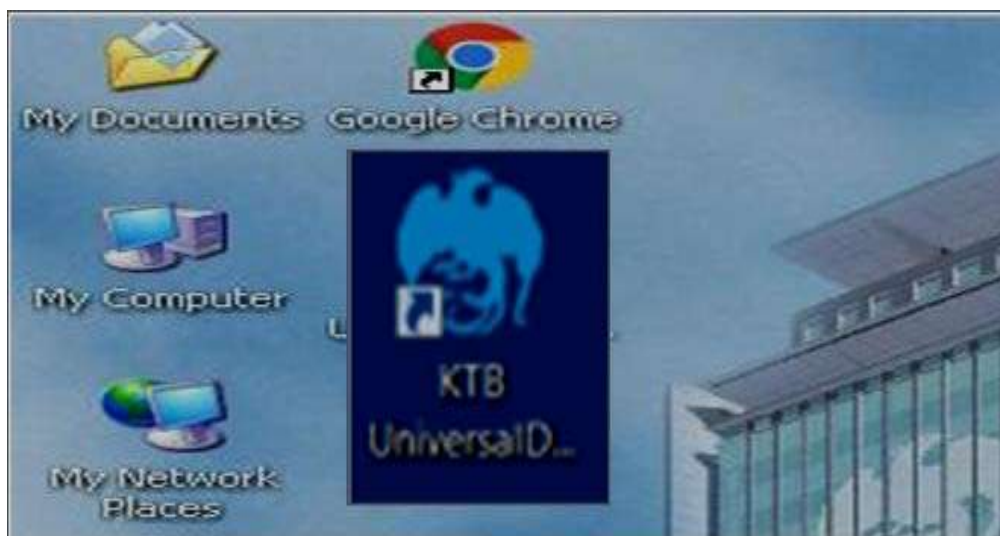 My Documents
Google Chrome
My Computer
KTB
UniversalD...
My Network
Places